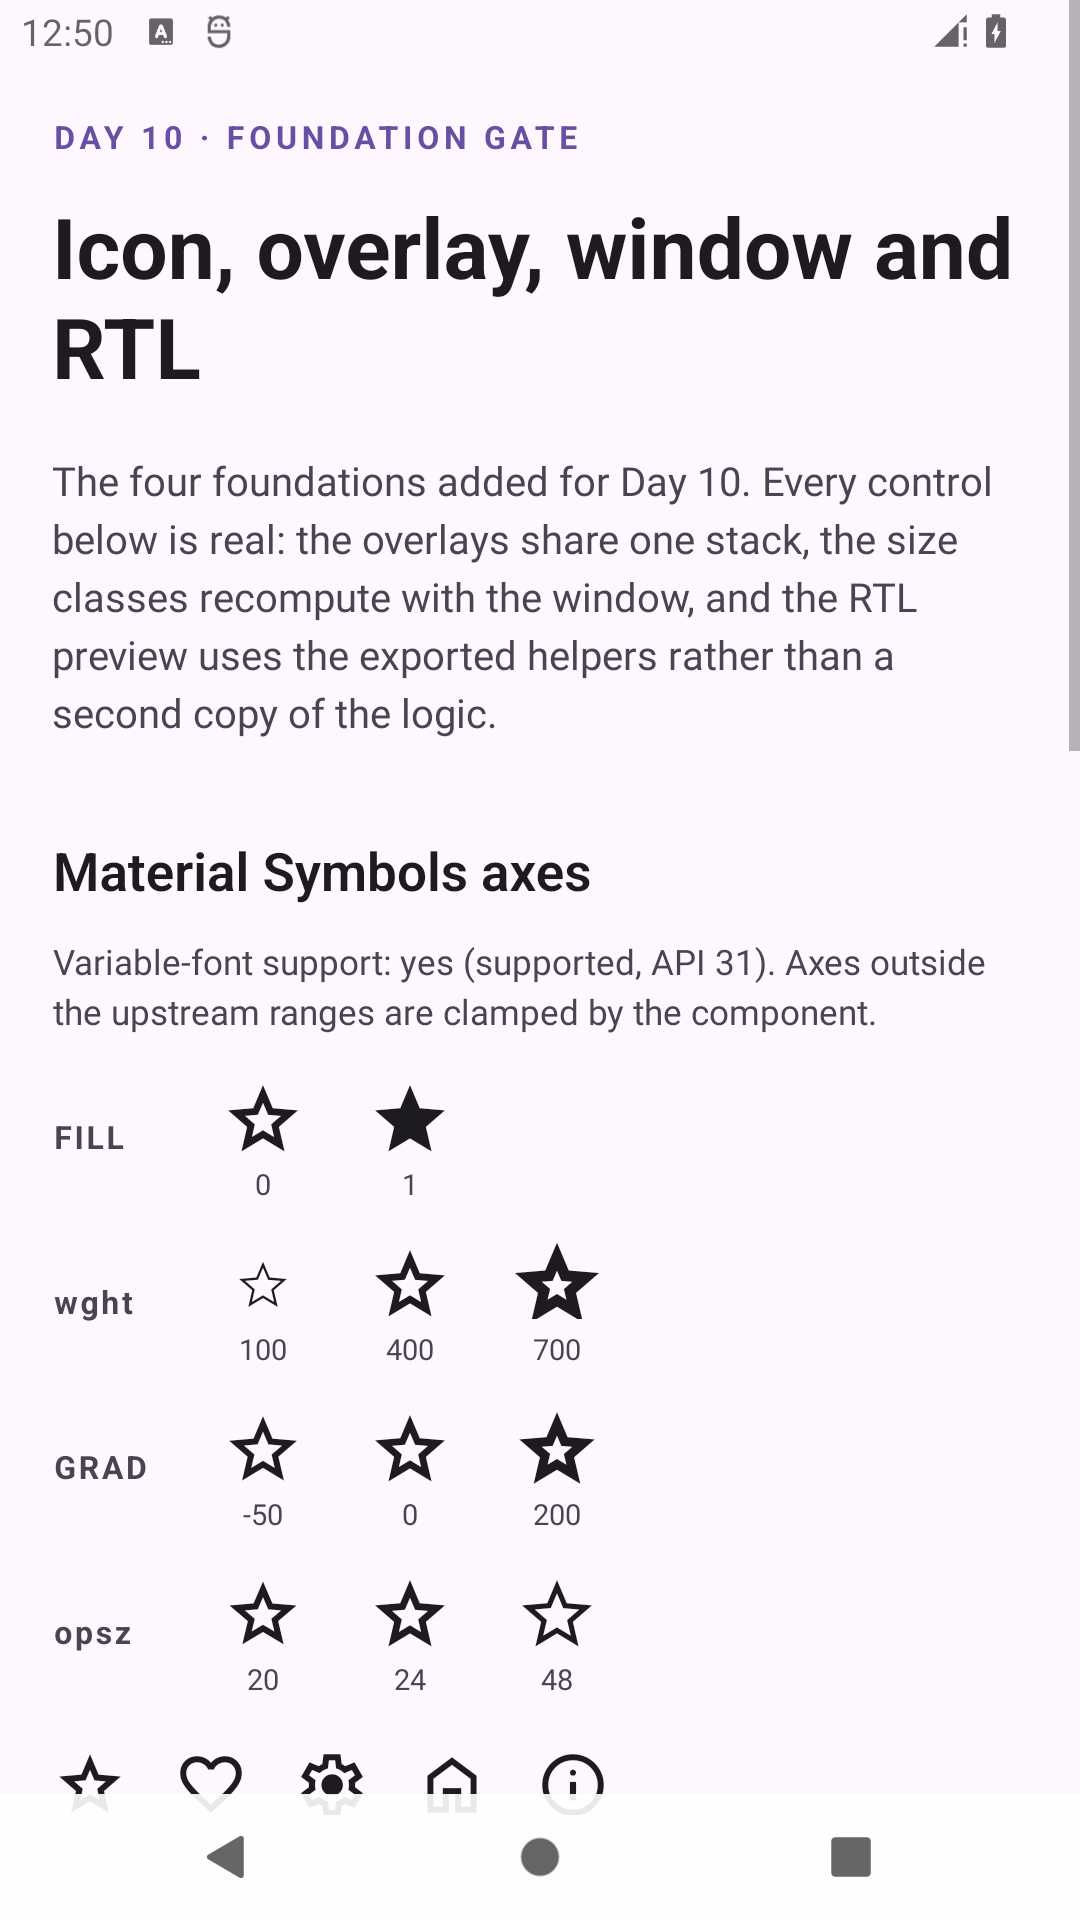 12:50
DAY 10 · FOUNDATION GATE
Icon, overlay, window and
RTL
The four foundations added for Day 10. Every control
below is real: the overlays share one stack, the size
classes recompute with the window, and the RTL
preview uses the exported helpers rather than a
second copy of the logic.
Material Symbols axes
Variable-font support: yes (supported, API 31). Axes outside
the upstream ranges are clamped by the component.
FILL
0 1
wght
100 400 700
GRAD
-50 0 200
opsz
20 24 48